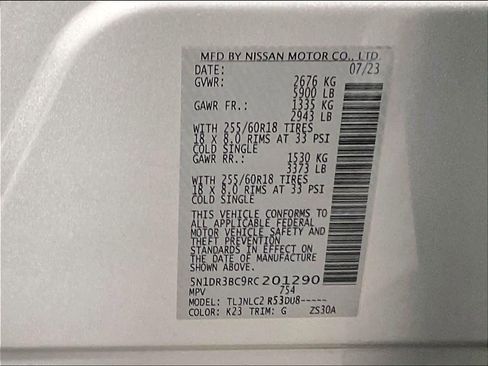 MFD BY NISSAN MOTOR CO., LTD.
DATE: 07/23
GVWR: 2676 KG
5900 LB
GAWR FR.: 1335 KG
2943 LB
WITH 255/60R18 TIRES
18 X 8.0 RIMS AT 33 PSI
COLD SINGLE
GAWR RR.: 1530 KG
3373 LB
WITH 255/60R18 TIRES
18 X 8.0 RIMS AT 33 PSI
COLD SINGLE
THIS VEHICLE CONFORMS TO
ALL APPLICABLE FEDERAL
MOTOR VEHICLE SAFETY AND
THEFT PREVENTION
STANDARDS IN EFFECT ON
THE DATE OF MANUFACTURE
SHOWN ABOVE.
5N1DR3BC9RC201290
MPV 754
MODEL: TLJNLC2 R53DU8-----
COLOR: K23 TRIM: G ZS30A